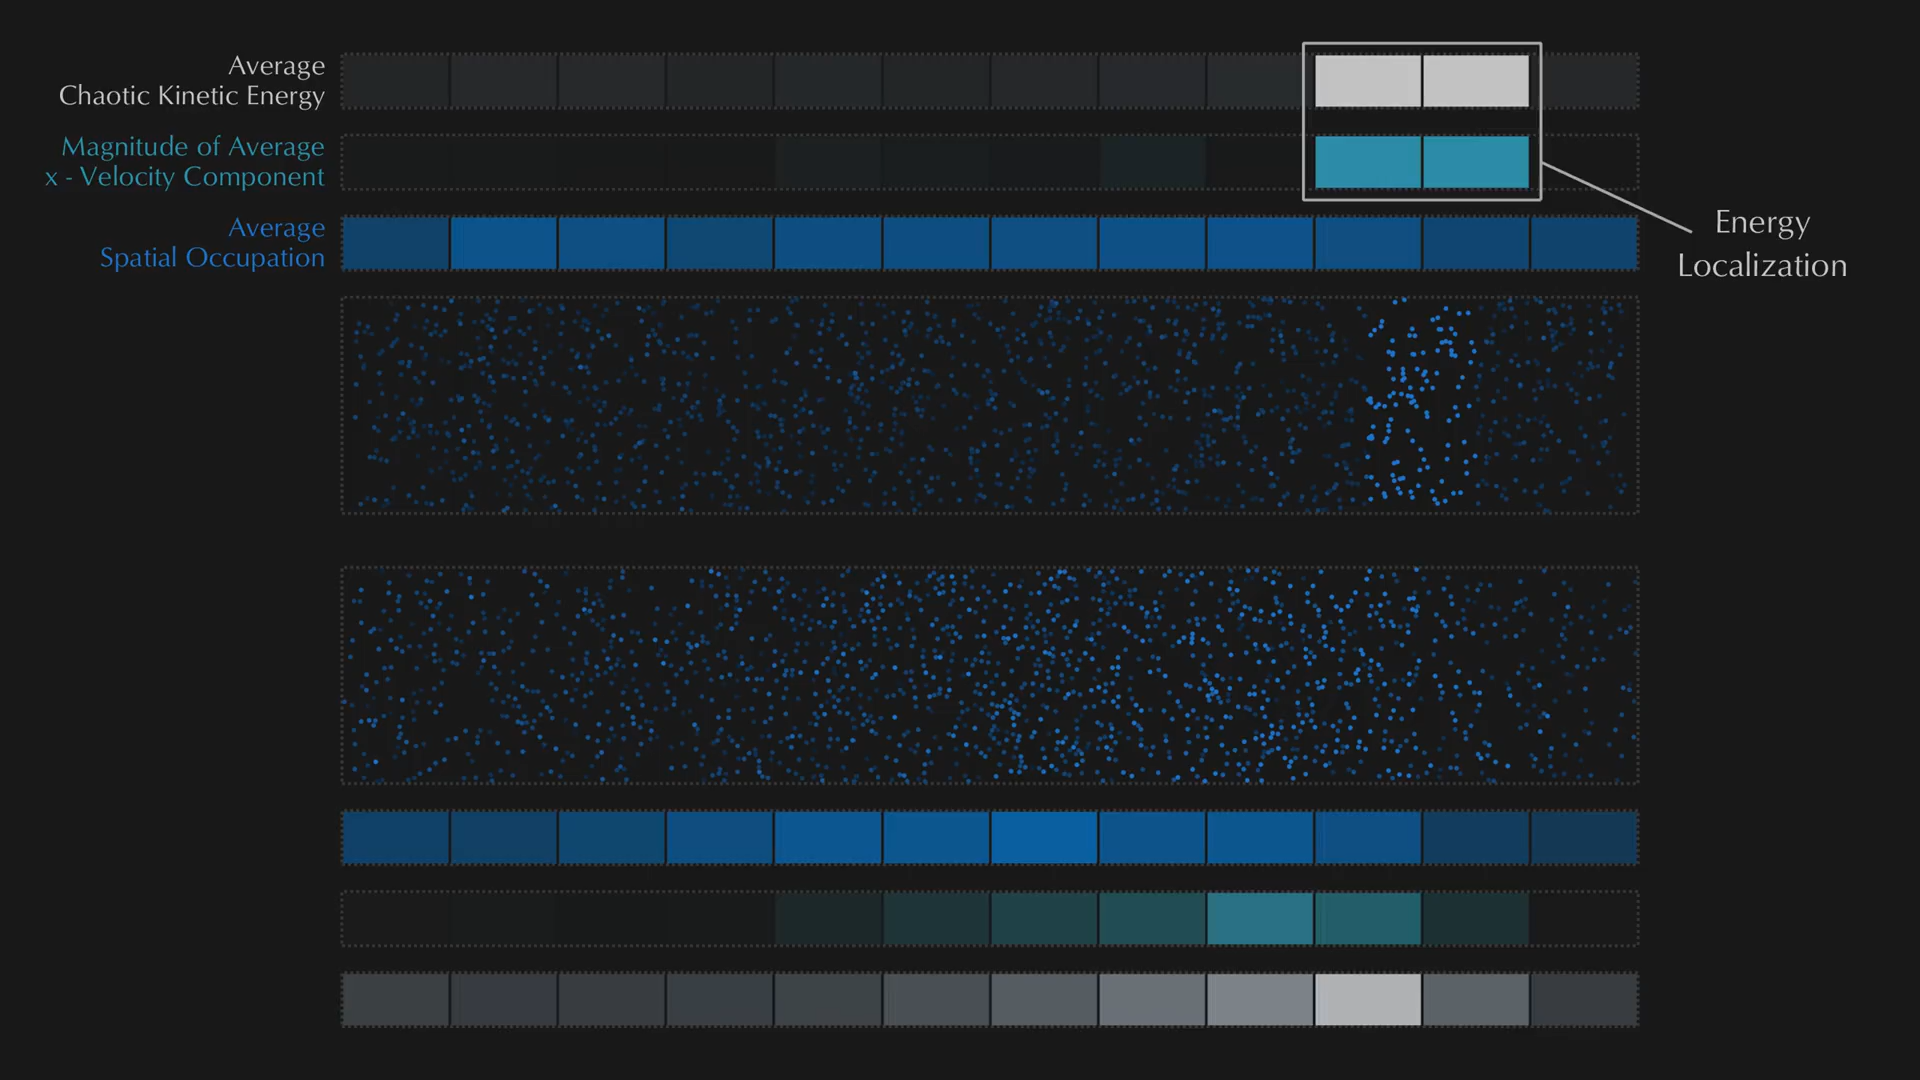 Average
Chaotic Kinetic Energy
Magnitude of Average
x - Velocity Component
Average
Spatial Occupation
Energy
Localization